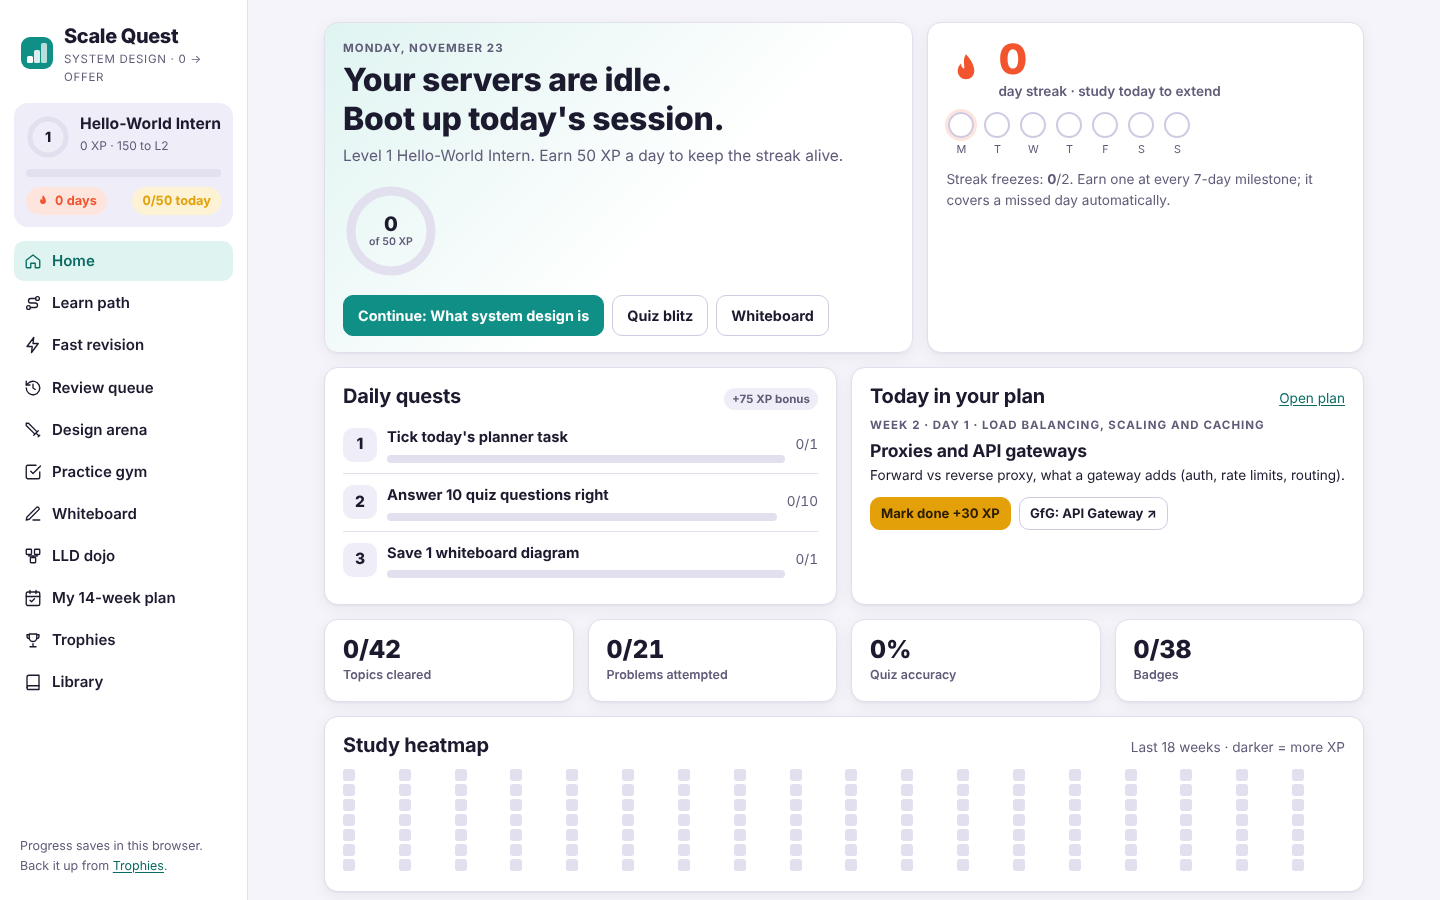 Scale Quest
SYSTEM DESIGN · 0 →
OFFER
1
Hello-World Intern
0 XP · 150 to L2
0 days
0/50 today
Home
Learn path
Fast revision
Review queue
Design arena
Practice gym
Whiteboard
LLD dojo
My 14-week plan
Trophies
Library
Progress saves in this browser.
Back it up from Trophies.
MONDAY, NOVEMBER 23
Your servers are idle.
Boot up today's session.
Level 1 Hello-World Intern. Earn 50 XP a day to keep the streak alive.
0
of 50 XP
Continue: What system design is
Quiz blitz
Whiteboard
0
day streak · study today to extend
M T W T F S S
Streak freezes: 0/2. Earn one at every 7-day milestone; it
covers a missed day automatically.
Daily quests
+75 XP bonus
1
Tick today's planner task
0/1
2
Answer 10 quiz questions right
0/10
3
Save 1 whiteboard diagram
0/1
Today in your plan
Open plan
WEEK 2 · DAY 1 · LOAD BALANCING, SCALING AND CACHING
Proxies and API gateways
Forward vs reverse proxy, what a gateway adds (auth, rate limits, routing).
Mark done +30 XP
GfG: API Gateway ↗
0/42
Topics cleared
0/21
Problems attempted
0%
Quiz accuracy
0/38
Badges
Study heatmap
Last 18 weeks · darker = more XP